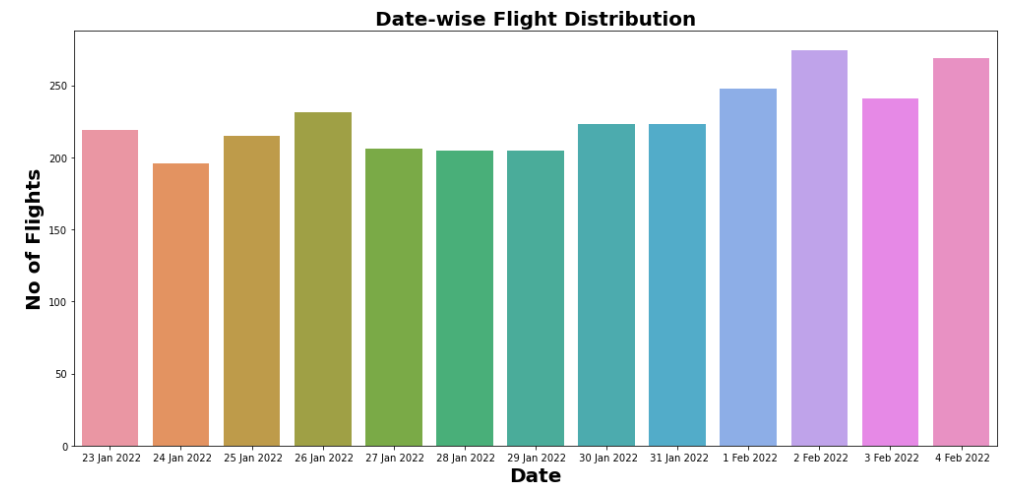 Date-wise Flight Distribution
No of Flights
250
200
150
100
50
0
23 Jan 2022 24 Jan 2022 25 Jan 2022 26 Jan 2022 27 Jan 2022 28 Jan 2022 29 Jan 2022 30 Jan 2022 31 Jan 2022 1 Feb 2022 2 Feb 2022 3 Feb 2022 4 Feb 2022
Date